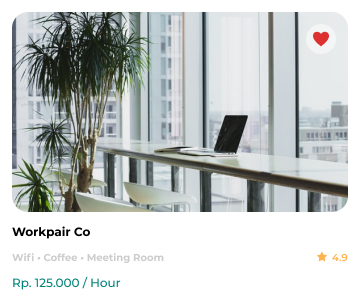 Workpair Co
Wifi • Coffee • Meeting Room
4.9
Rp. 125.000 / Hour